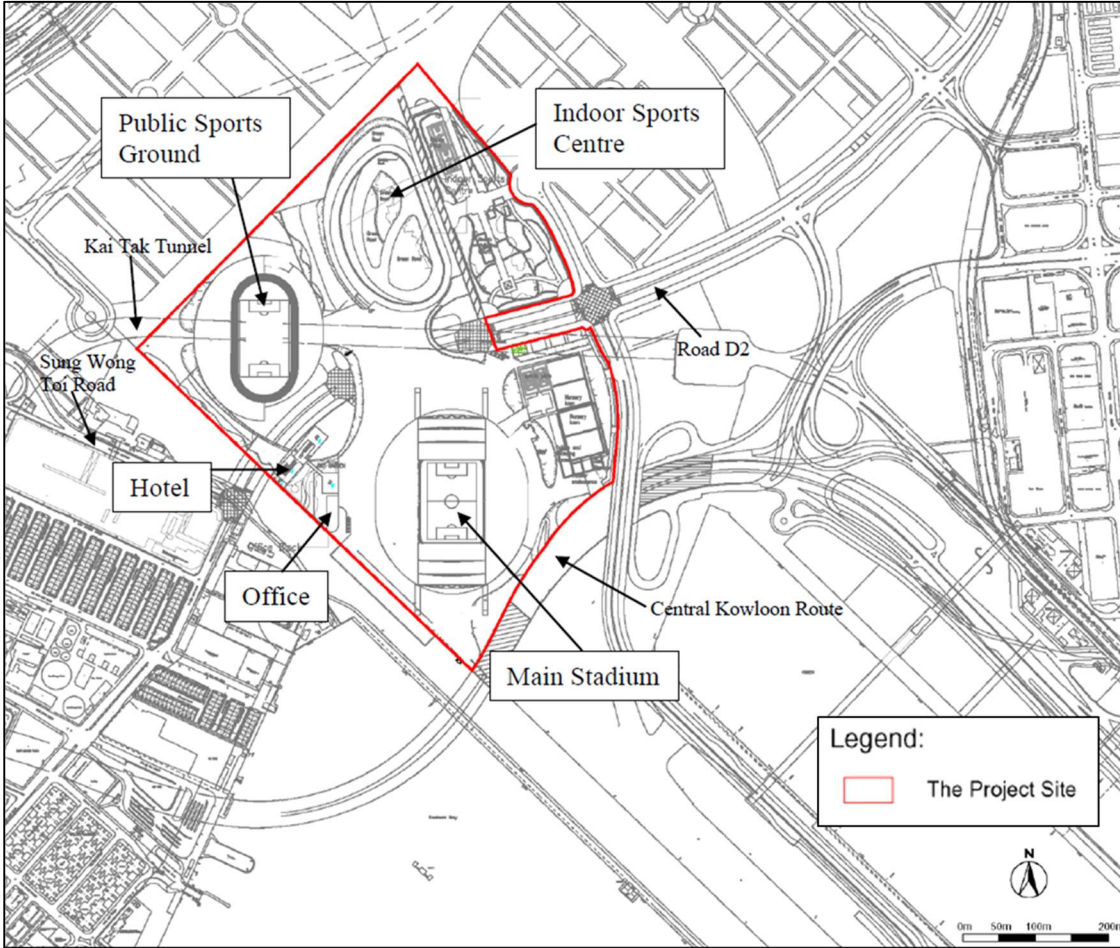 Public Sports
Ground
Indoor Sports
Centre
Kai Tak Tunnel
Road D2
Sung Wong
Toi Road
Hotel
Office
Central Kowloon Route
Main Stadium
Legend:
The Project Site
N
0m 50m 100m 200m